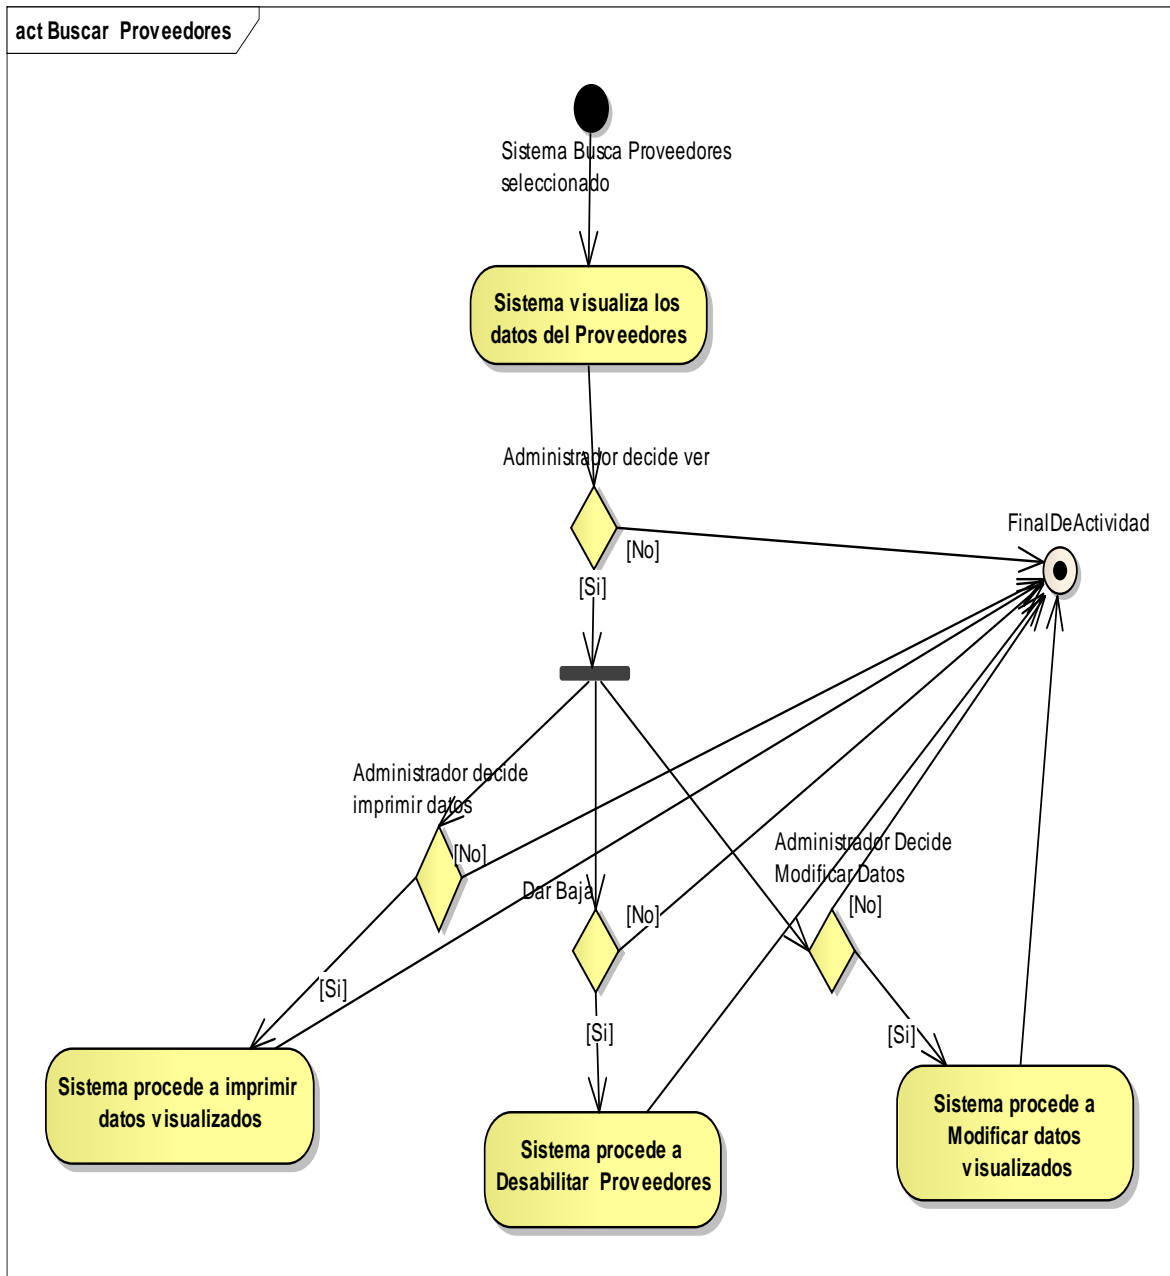 act Buscar Proveedores
Sistema Busca Proveedores
seleccionado
Sistema visualiza los
datos del Proveedores
Administrador decide ver
[No]
[Si]
FinalDeActividad
Administrador decide
imprimir datos
[No]
[Si]
Dar Baja
[No]
[Si]
Administrador Decide
Modificar Datos
[No]
[Si]
Sistema procede a imprimir
datos visualizados
Sistema procede a
Desabilitar Proveedores
Sistema procede a
Modificar datos
visualizados